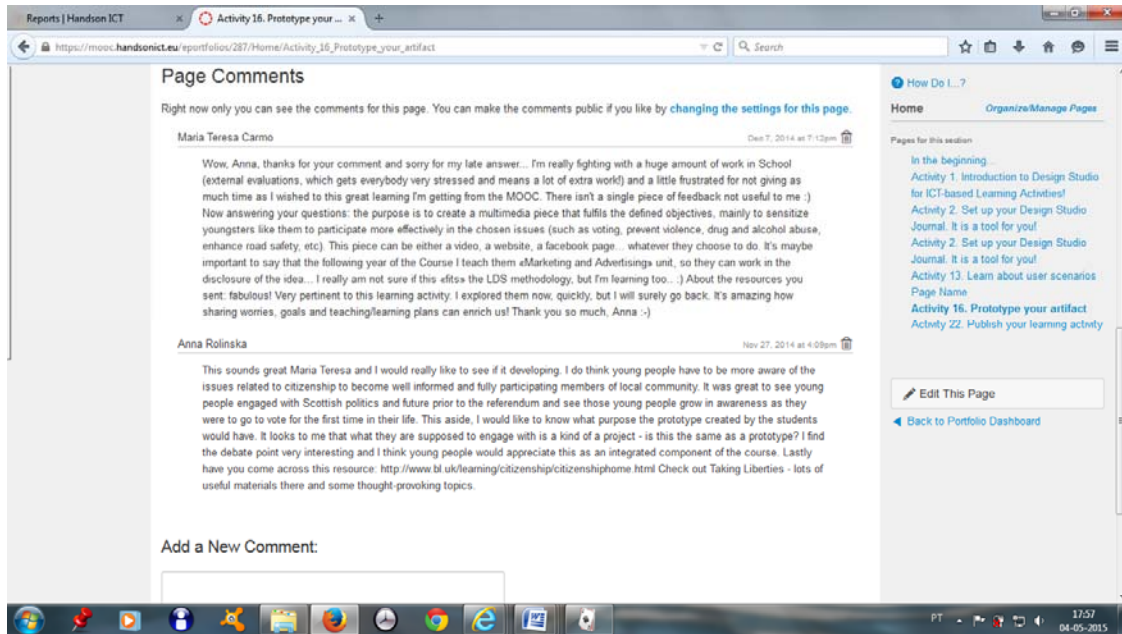 Reports | Handson ICT
Activity 16. Prototype your ...
https://mooc.handsonict.eu/eportfolios/287/Home/Activity_16_Prototype_your_artifact
Search
Page Comments
Right now only you can see the comments for this page. You can make the comments public if you like by changing the settings for this page.
Maria Teresa Carmo
Dec 7, 2014 at 7:12pm
Wow, Anna, thanks for your comment and sorry for my late answer... I'm really fighting with a huge amount of work in School
(external evaluations, which gets everybody very stressed and means a lot of extra work!) and a little frustrated for not giving as
much time as I wished to this great learning I'm getting from the MOOC. There isn't a single piece of feedback not useful to me :)
Now answering your questions: the purpose is to create a multimedia piece that fulfils the defined objectives, mainly to sensitize
youngsters like them to participate more effectively in the chosen issues (such as voting, prevent violence, drug and alcohol abuse,
enhance road safety, etc). This piece can be either a video, a website, a facebook page... whatever they choose to do. It's maybe
important to say that the following year of the Course I teach them «Marketing and Advertising» unit, so they can work in the
disclosure of the idea... I really am not sure if this «fits» the LDS methodology, but I'm learning too.. :) About the resources you
sent: fabulous! Very pertinent to this learning activity. I explored them now, quickly, but I will surely go back. It's amazing how
sharing worries, goals and teaching/learning plans can enrich us! Thank you so much, Anna :-)
Anna Rolinska
Nov 27, 2014 at 4:09pm
This sounds great Maria Teresa and I would really like to see if it developing. I do think young people have to be more aware of the
issues related to citizenship to become well informed and fully participating members of local community. It was great to see young
people engaged with Scottish politics and future prior to the referendum and see those young people grow in awareness as they
were to go to vote for the first time in their life. This aside, I would like to know what purpose the prototype created by the students
would have. It looks to me that what they are supposed to engage with is a kind of a project - is this the same as a prototype? I find
the debate point very interesting and I think young people would appreciate this as an integrated component of the course. Lastly
have you come across this resource: http://www.bl.uk/learning/citizenship/citizenshiphome.html Check out Taking Liberties - lots of
useful materials there and some thought-provoking topics.
Add a New Comment:
How Do I...?
Home
Organize/Manage Pages
Pages for this section
In the beginning...
Activity 1. Introduction to Design Studio
for ICT-based Learning Activities!
Activity 2. Set up your Design Studio
Journal. It is a tool for you!
Activity 2. Set up your Design Studio
Journal. It is a tool for you!
Activity 13. Learn about user scenarios
Page Name
Activity 16. Prototype your artifact
Activity 22. Publish your learning activity
Edit This Page
Back to Portfolio Dashboard
PT
17:57
04-05-2015